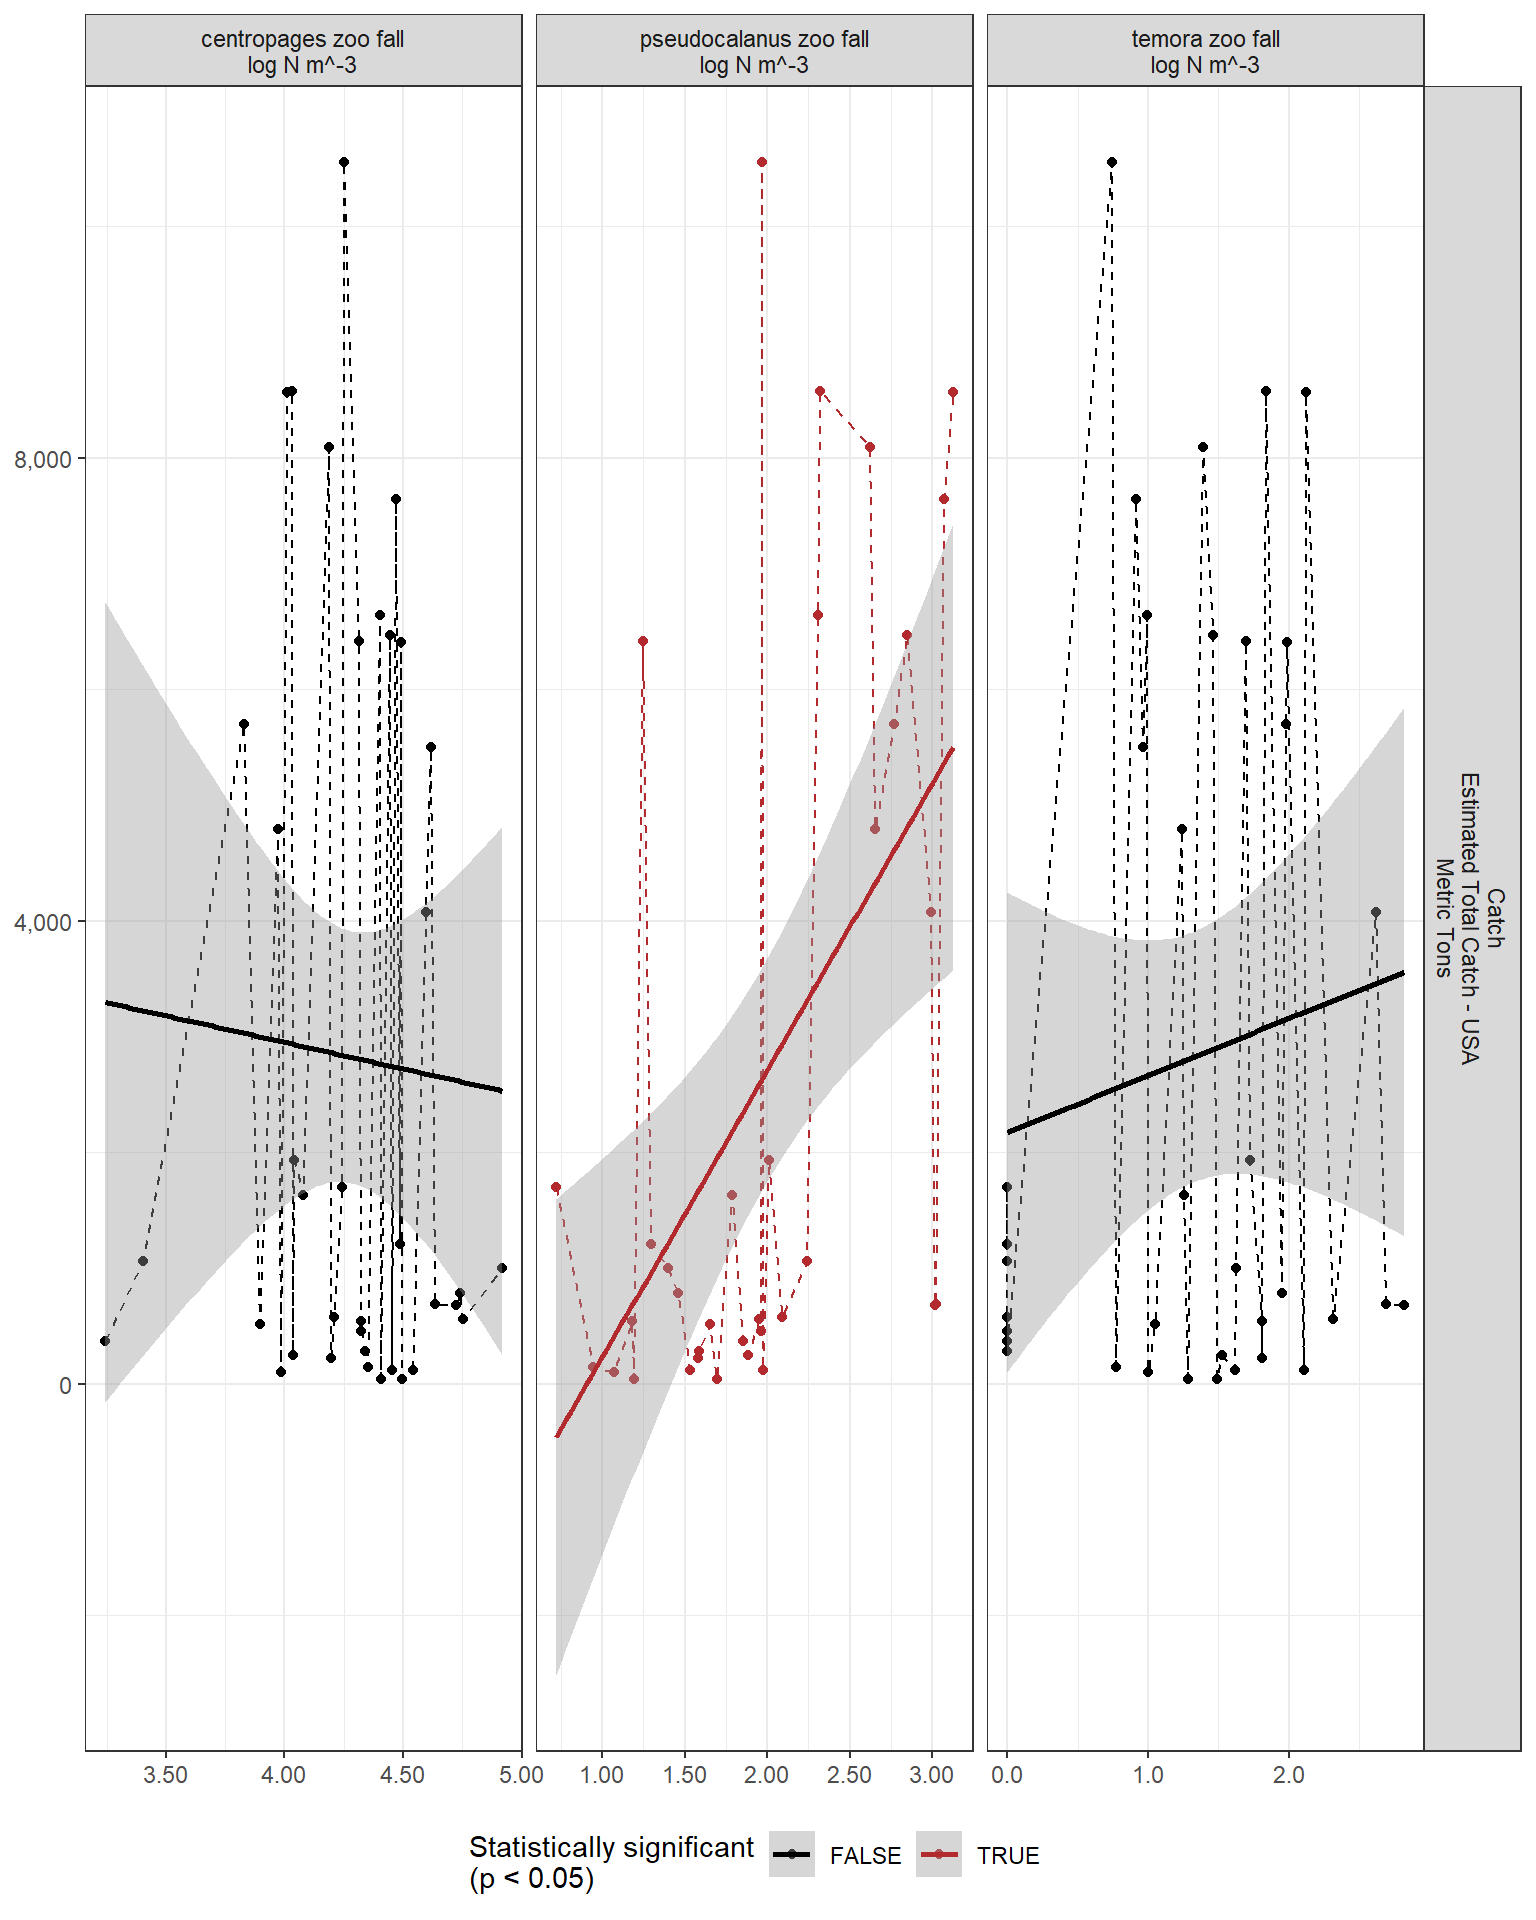 centropages zoo fall
log N m^-3
pseudocalanus zoo fall
log N m^-3
temora zoo fall
log N m^-3
8,000
4,000
0
Catch
Estimated Total Catch - USA
Metric Tons
3.50
4.00
4.50
5.00
1.00
1.50
2.00
2.50
3.00
0.0
1.0
2.0
Statistically significant
(p < 0.05)
FALSE
TRUE